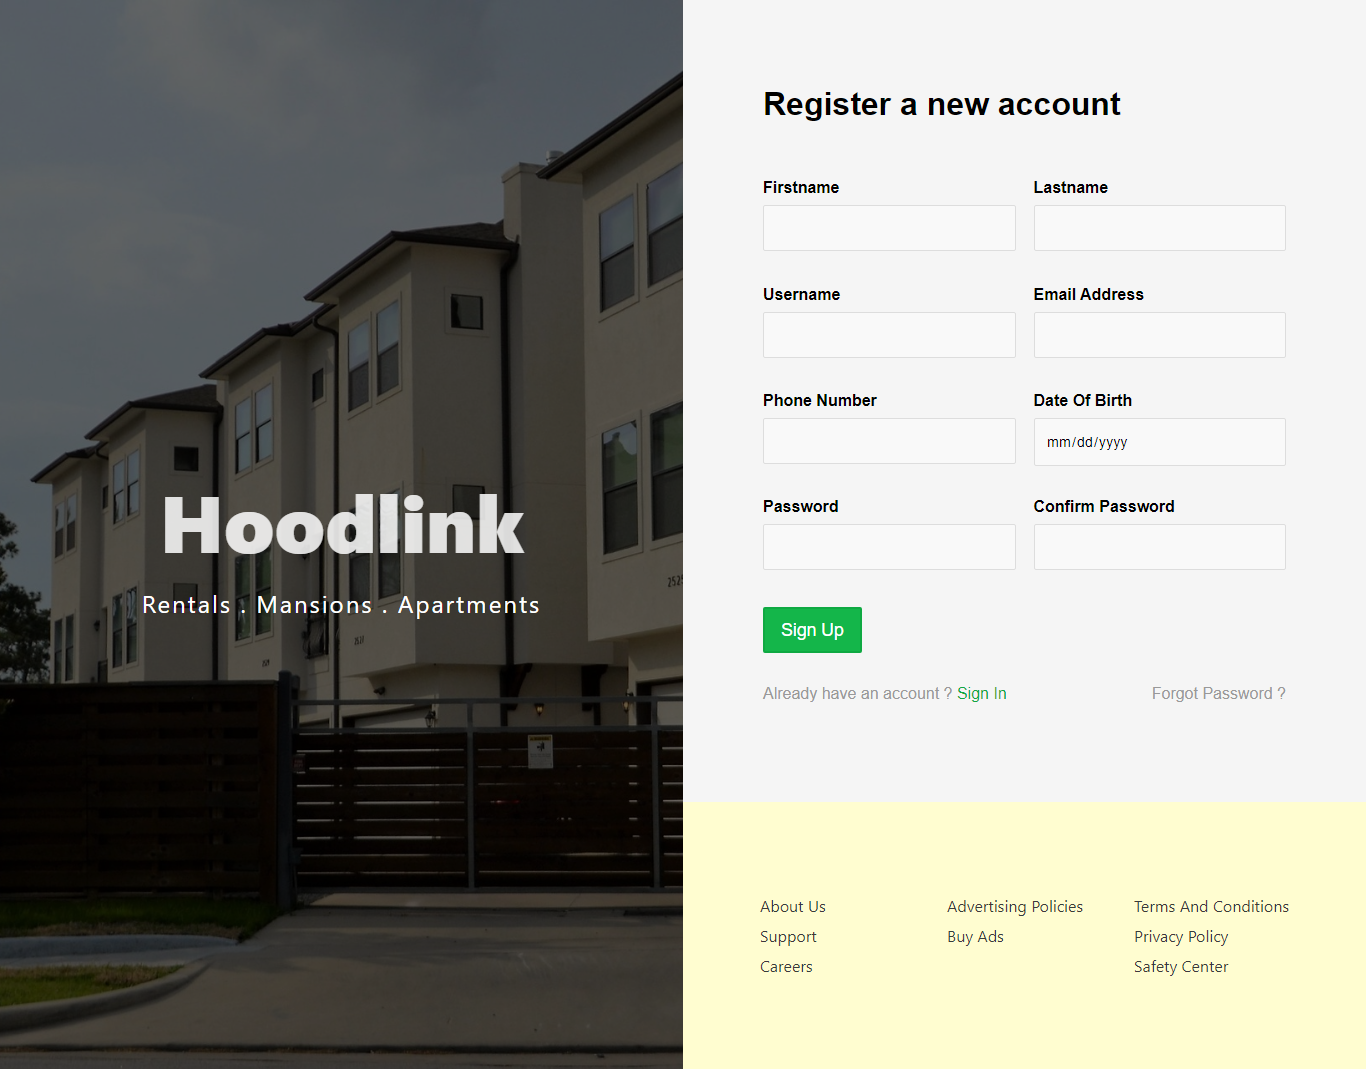 Hoodlink
Rentals . Mansions . Apartments
2525
Register a new account
Firstname
Lastname
Username
Email Address
Phone Number
Date Of Birth
mm/dd/yyyy
Password
Confirm Password
Sign Up
Already have an account ? Sign In
Forgot Password ?
About Us
Support
Careers
Advertising Policies
Buy Ads
Terms And Conditions
Privacy Policy
Safety Center